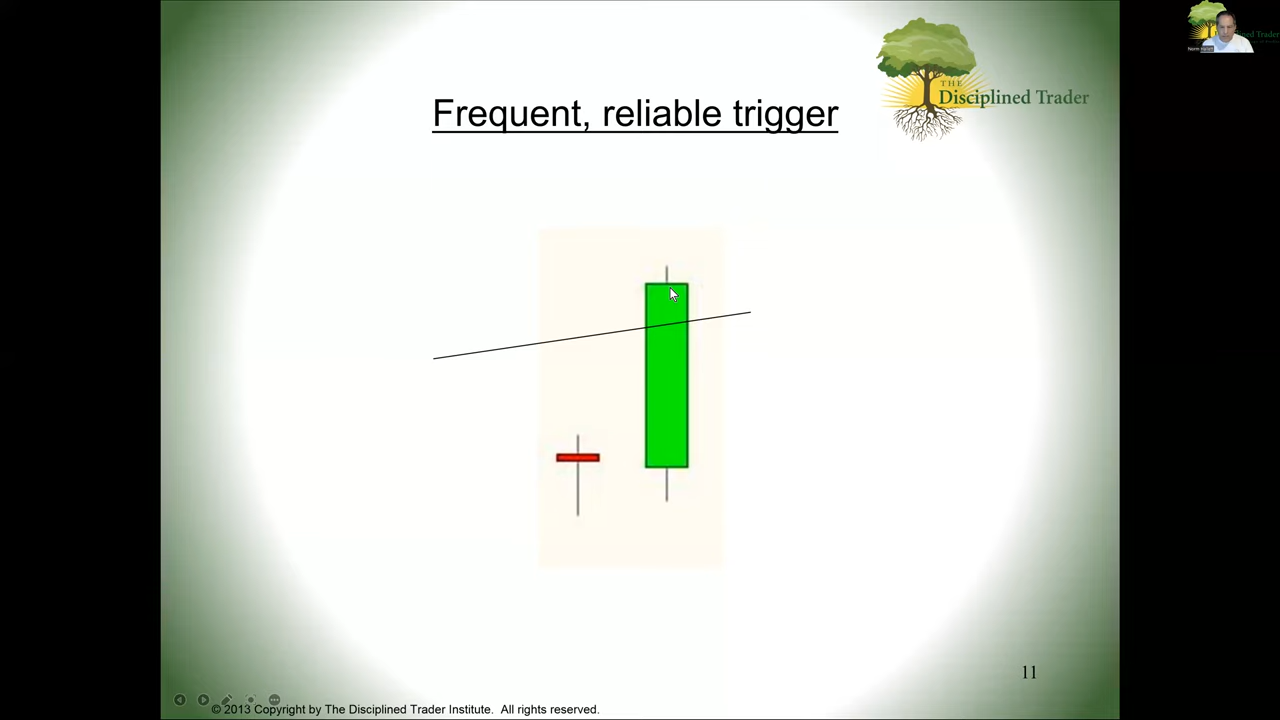 THE
Disciplined Trader
Frequent, reliable trigger
11
© 2013 Copyright by The Disciplined Trader Institute. All rights reserved.